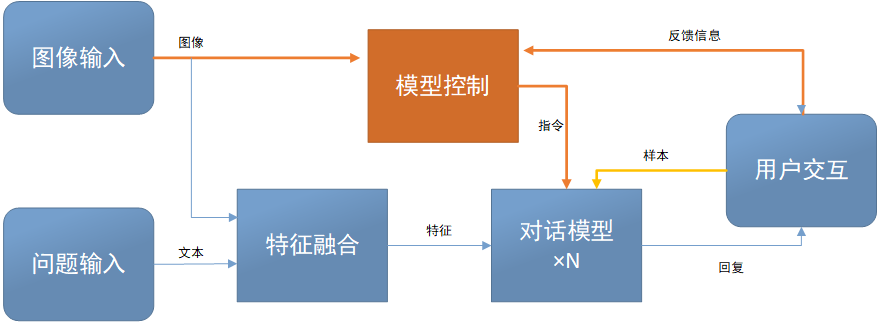 图像输入
图像
模型控制
反馈信息
指令
样本
用户交互
问题输入
文本
特征融合
特征
对话模型
×N
回复